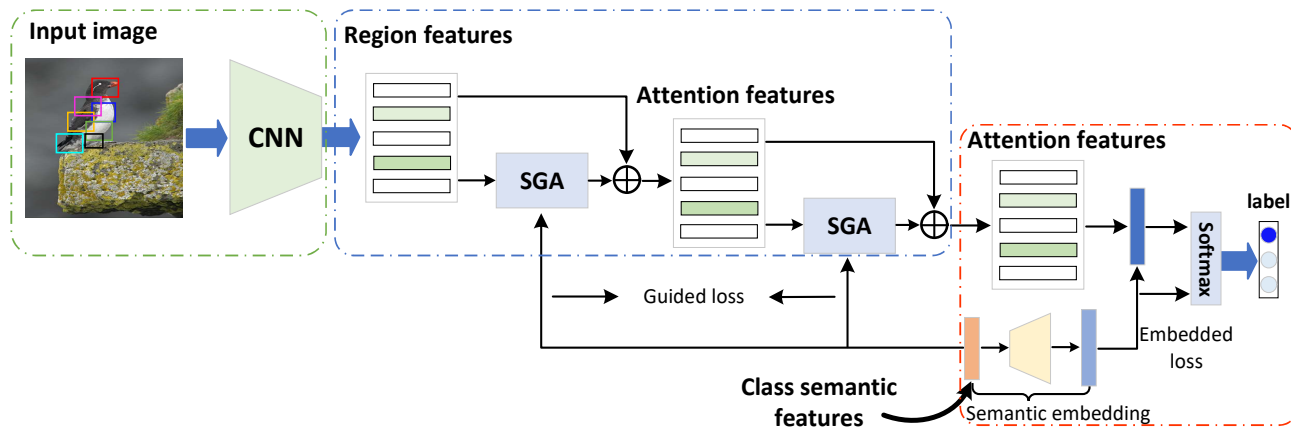 Input image
CNN
Region features
SGA
Attention features
SGA
Guided loss
Attention features
Softmax
label
Embedded
loss
Class semantic
features
Semantic embedding